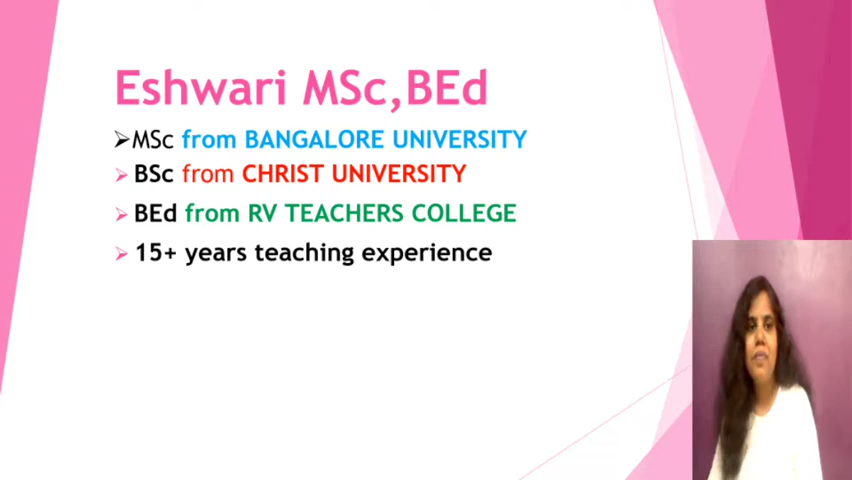 Eshwari MSc,BEd
MSc from BANGALORE UNIVERSITY
BSc from CHRIST UNIVERSITY
BEd from RV TEACHERS COLLEGE
15+ years teaching experience